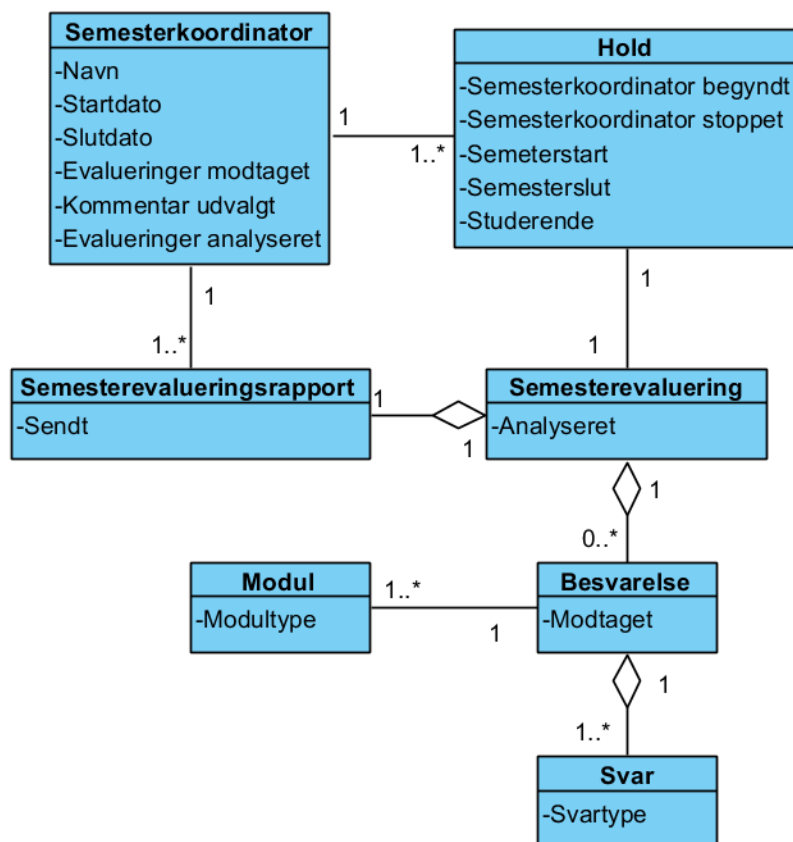 Semesterkoordinator
-Navn
-Startdato
-Slutdato
-Evalueringer modtaget
-Kommentar udvalgt
-Evalueringer analyseret
1
1..*
Hold
-Semesterkoordinator begyndt
-Semesterkoordinator stoppet
-Semeterstart
-Semesterslut
-Studerende
1
1..*
1
1
Semesterevalueringsrapport
-Sendt
1
1
Semesterevaluering
-Analyseret
1
0..*
Modul
-Modultype
1..*
1
Besvarelse
-Modtaget
1
1..*
Svar
-Svartype